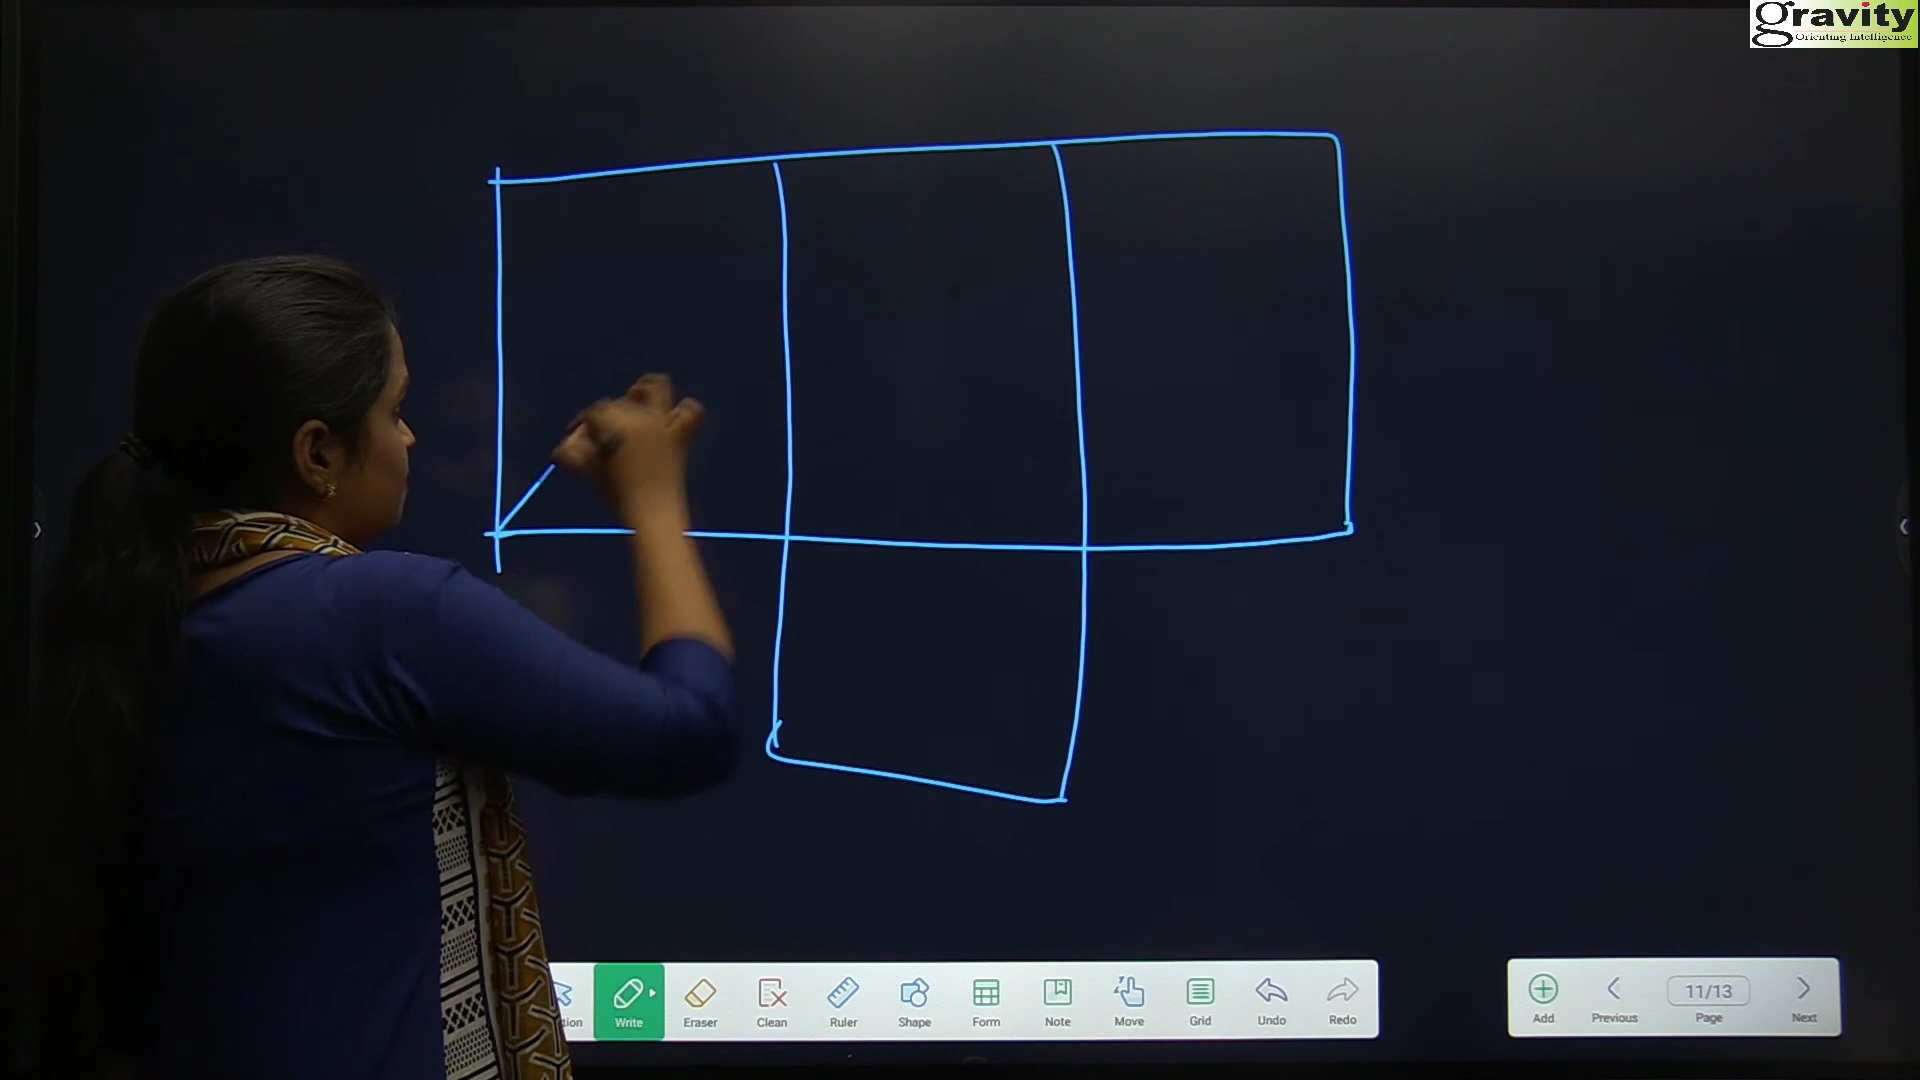 gravity
Orienting Intelligence
tion Write Eraser Clean Ruler Shape Form Note Move Grid Undo Redo
Add Previous 11/13 Page Next